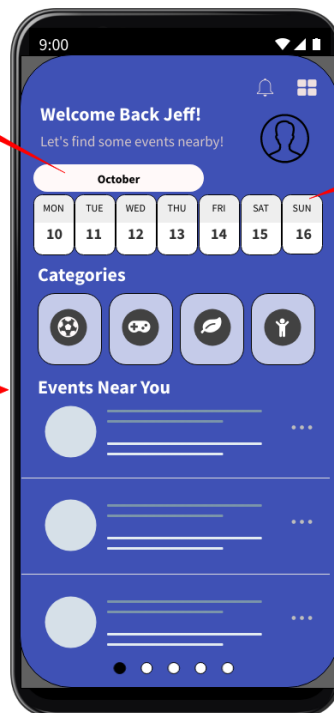 9:00
Welcome Back Jeff!
Let's find some events nearby!
October
MON TUE WED THU FRI SAT SUN
10 11 12 13 14 15 16
Categories
Events Near You